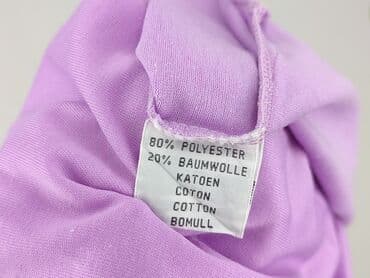 80% POLYESTER
20% BAUMWOLLE
KATOEN
COTON
COTTON
BOMULL